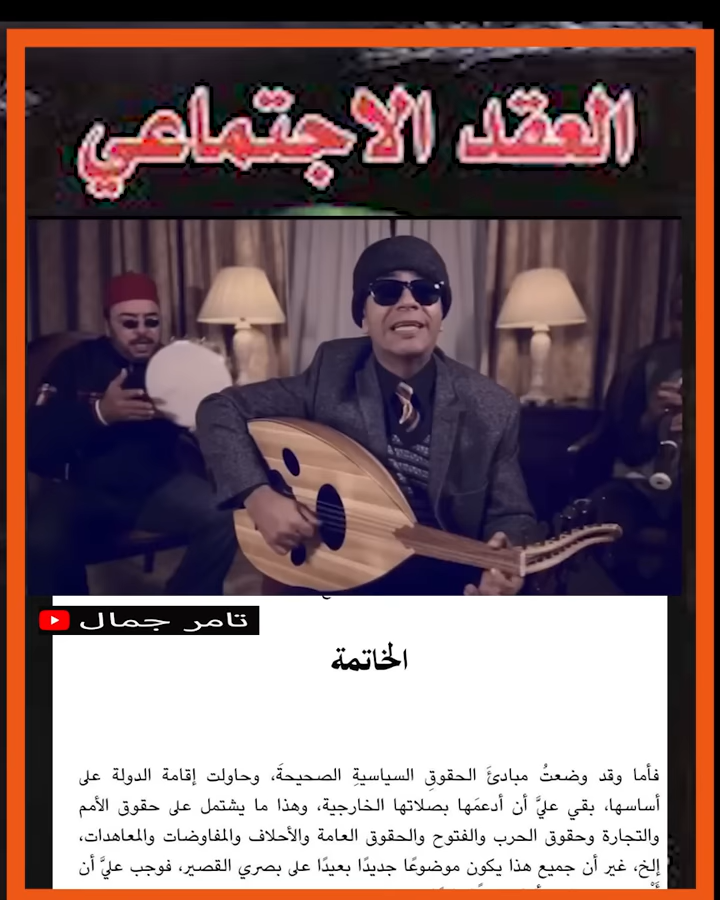 العقد الاجتماعي
تامر جمال
الخاتمة
فأما وقد وضعتُ مبادئَ الحقوقِ السياسيةِ الصحيحةَ، وحاولت إقامة الدولة على
أساسها، بقي عليَّ أن أدعمَها بصلاتها الخارجية، وهذا ما يشتمل على حقوق الأمم
والتجارة وحقوق الحرب والفتوح والحقوق العامة والأحلاف والمفاوضات والمعاهدات،
إلخ، غير أن جميع هذا يكون موضوعًا جديدًا بعيدًا على بصري القصير، فوجب عليَّ أن